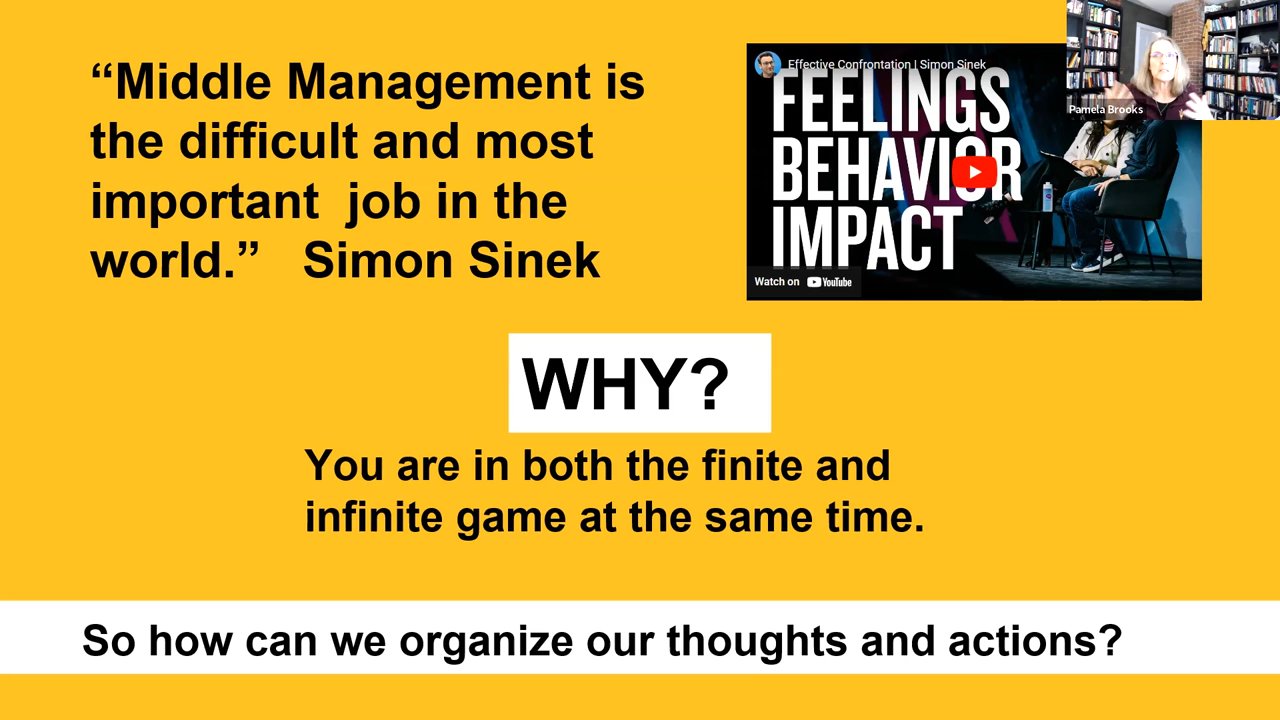 “Middle Management is
the difficult and most
important  job in the
world.”   Simon Sinek
Effective Confrontation | Simon Sinek
FEELINGS
BEHAVIOR
IMPACT
Watch on YouTube
Pamela Brooks
WHY?
You are in both the finite and
infinite game at the same time.
So how can we organize our thoughts and actions?